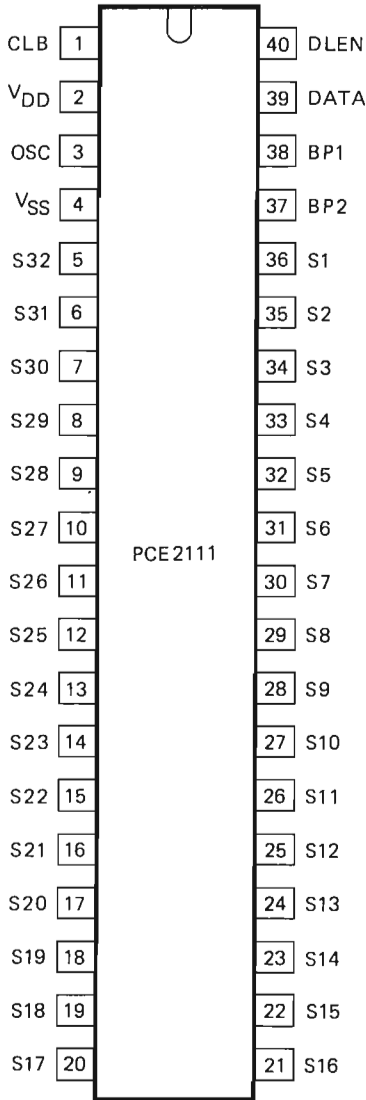 CLB 1 40 DLEN
VDD 2 39 DATA
OSC 3 38 BP1
VSS 4 37 BP2
S32 5 36 S1
S31 6 35 S2
S30 7 34 S3
S29 8 33 S4
S28 9 32 S5
S27 10 31 S6
PCE2111
S26 11 30 S7
S25 12 29 S8
S24 13 28 S9
S23 14 27 S10
S22 15 26 S11
S21 16 25 S12
S20 17 24 S13
S19 18 23 S14
S18 19 22 S15
S17 20 21 S16